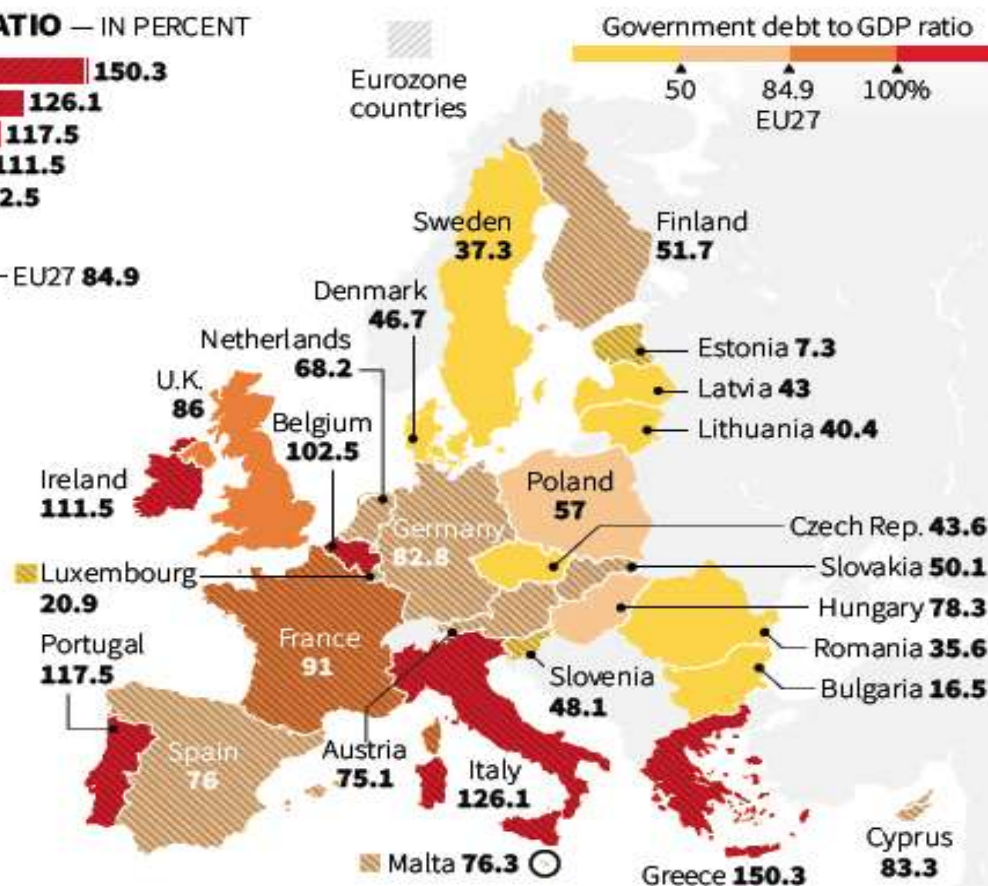 ATIO — IN PERCENT
150.3
126.1
117.5
111.5
2.5
EU27 84.9
Eurozone
countries
Government debt to GDP ratio
50 84.9 100%
EU27
Sweden
37.3
Finland
51.7
Denmark
46.7
Netherlands
68.2
Estonia 7.3
Latvia 43
Lithuania 40.4
U.K.
86
Belgium
102.5
Ireland
111.5
Poland
57
Germany
82.8
Czech Rep. 43.6
Slovakia 50.1
Hungary 78.3
Romania 35.6
Bulgaria 16.5
Luxembourg
20.9
France
91
Portugal
117.5
Slovenia
48.1
Spain
76
Austria
75.1
Italy
126.1
Malta 76.3
Greece 150.3
Cyprus
83.3